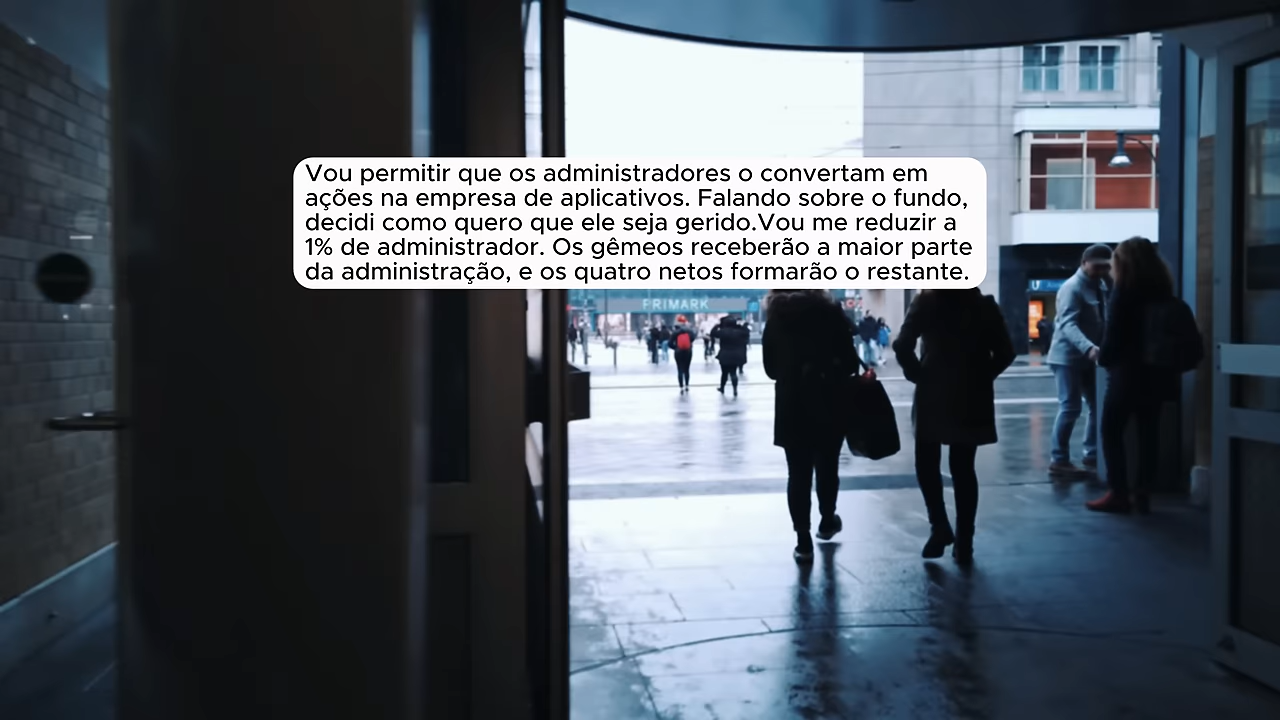 Vou permitir que os administradores o convertam em
ações na empresa de aplicativos. Falando sobre o fundo,
decidi como quero que ele seja gerido.Vou me reduzir a
1% de administrador. Os gêmeos receberão a maior parte
da administração, e os quatro netos formarão o restante.
PRIMARK
U